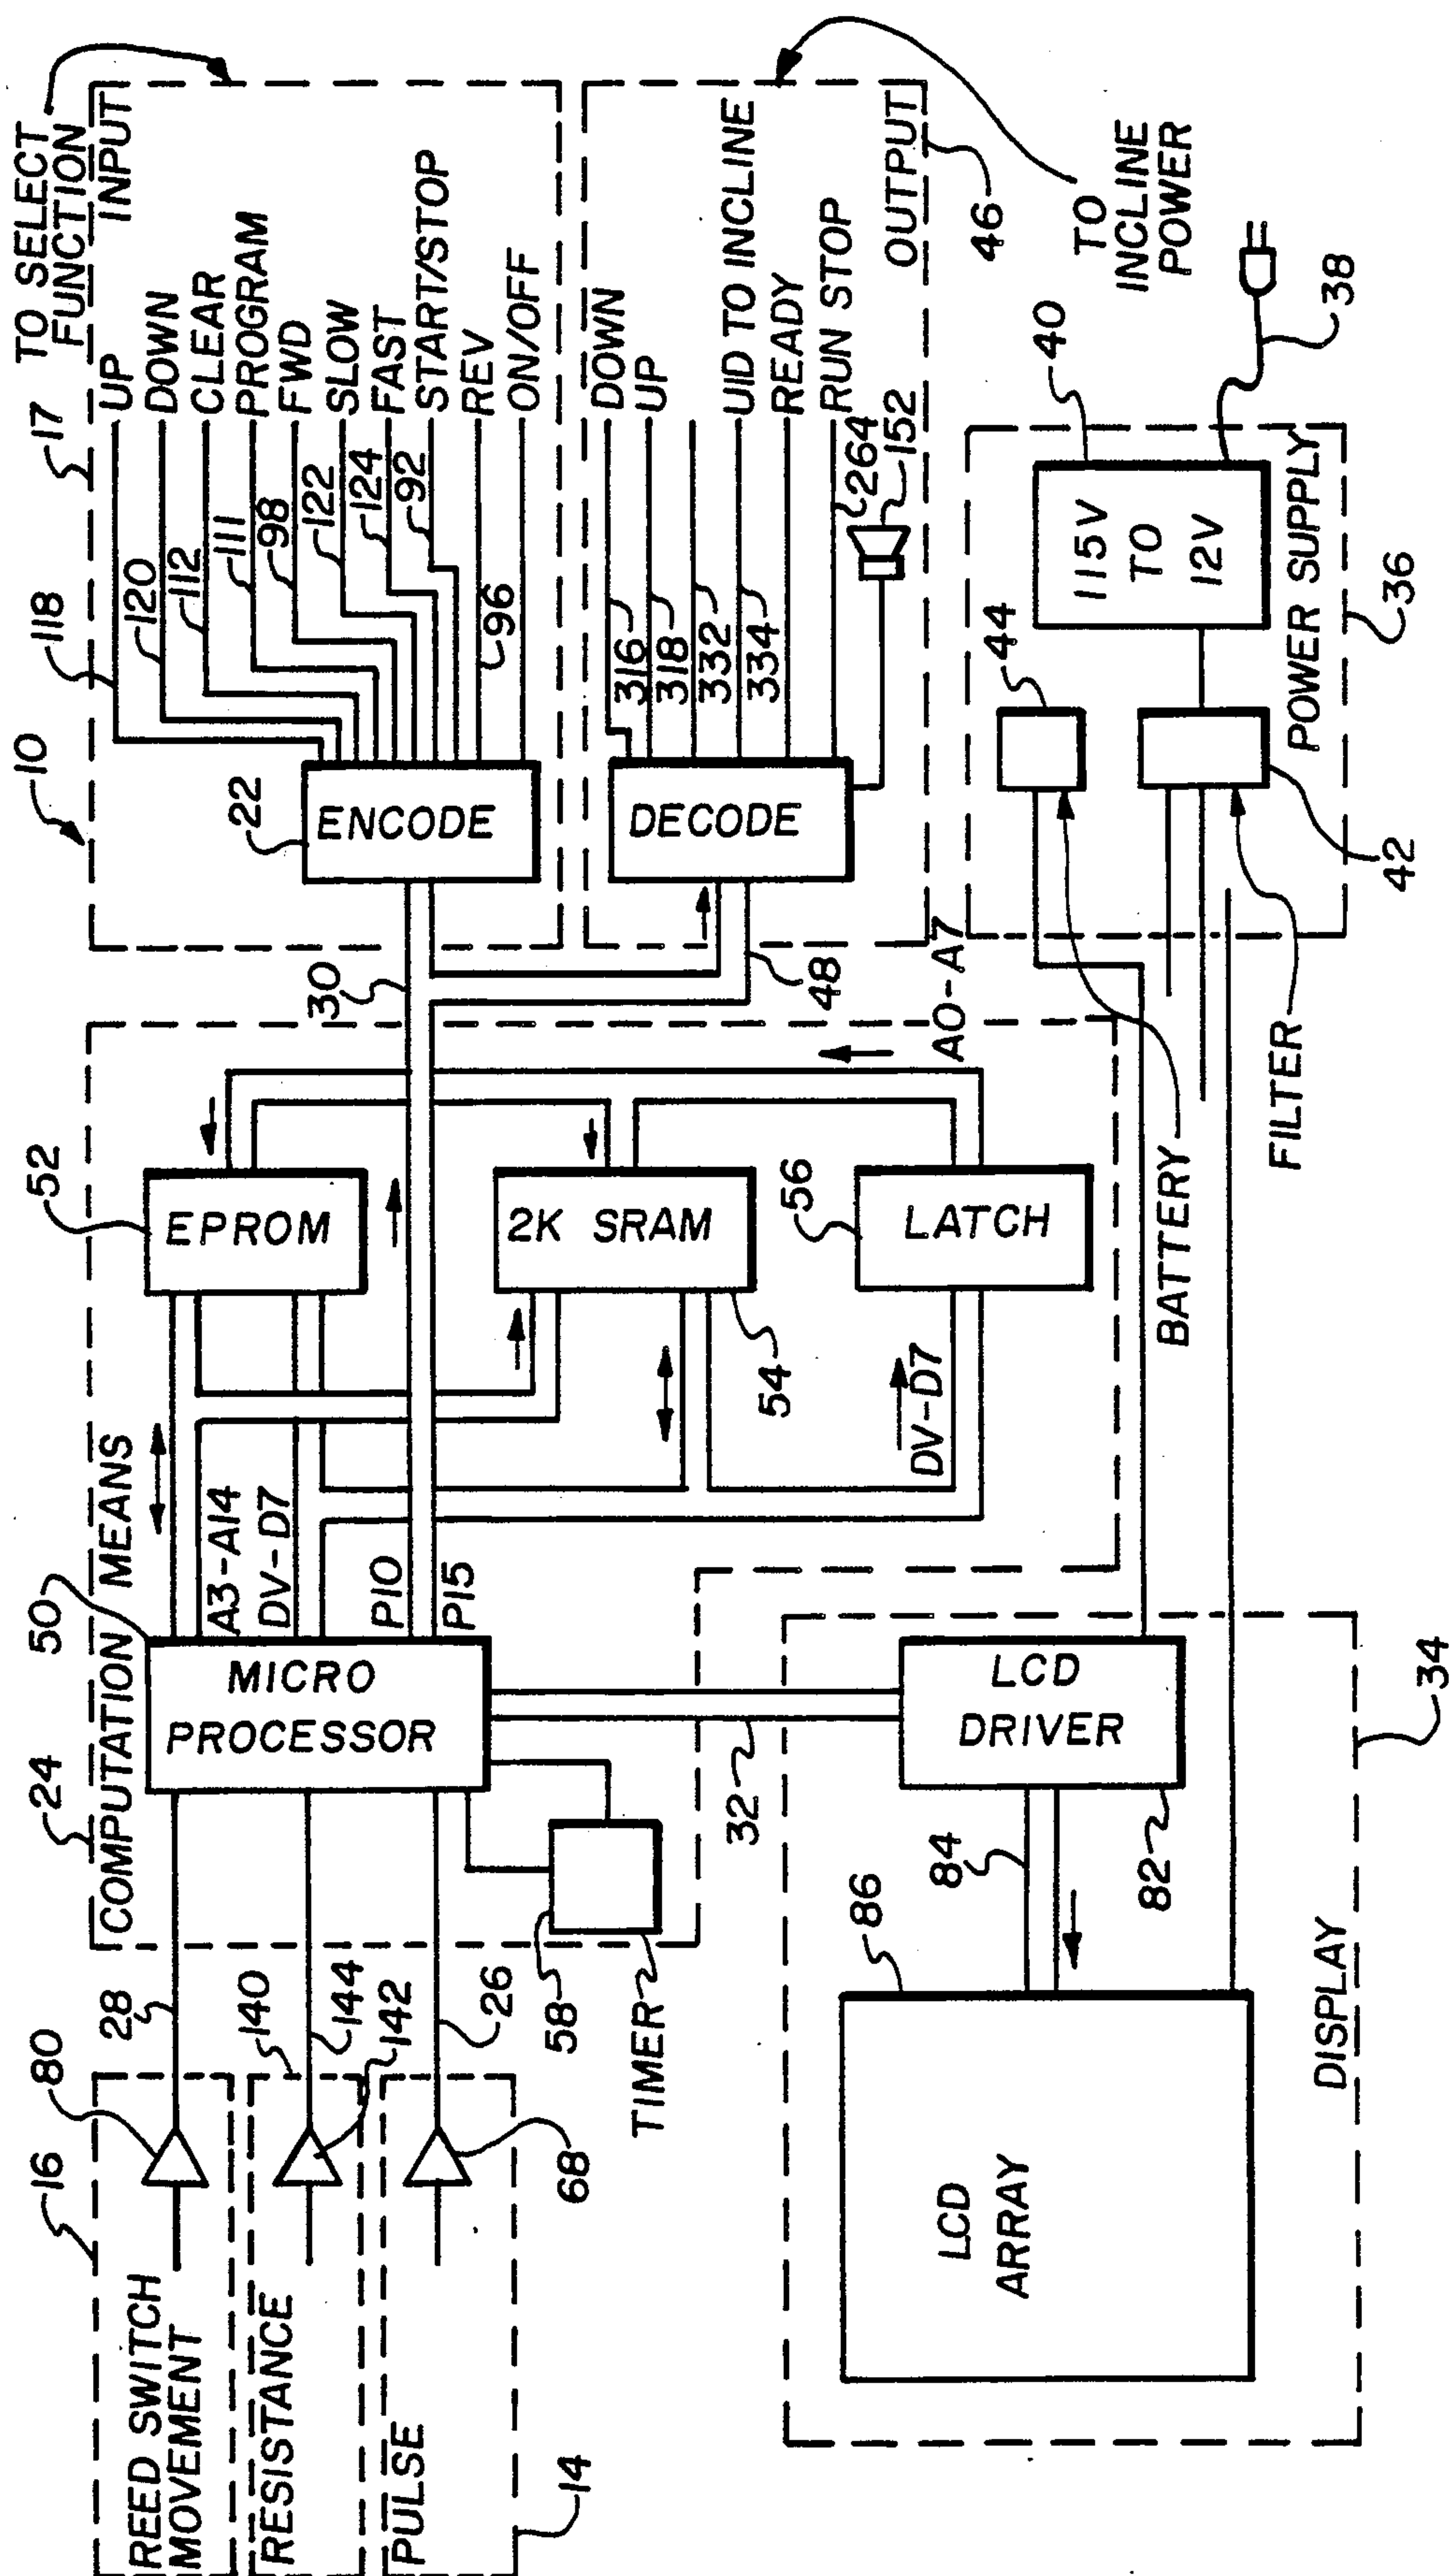 TO SELECT
FUNCTION
10
17
INPUT
118
UP
120
DOWN
112
CLEAR
111
PROGRAM
98
FWD
122
SLOW
124
FAST
92
START/STOP
REV
96
ON/OFF
22
ENCODE
DECODE
DOWN
316
UP
318
332
UID TO INCLINE
334
READY
RUN STOP
264
152
OUTPUT
46
TO
INCLINE
POWER
30
48
24
COMPUTATION MEANS
50
52
EPROM
2K SRAM
54
56
LATCH
A0-A7
A3-A14
DV-D7
P10
P15
DV-D7
MICRO
PROCESSOR
58
TIMER
16
80
28
REED SWITCH
MOVEMENT
140
RESISTANCE
144
142
PULSE
26
68
14
32
LCD
DRIVER
82
84
86
LCD
ARRAY
DISPLAY
34
44
40
115V
TO
12V
38
42
POWER SUPPLY
36
BATTERY
FILTER